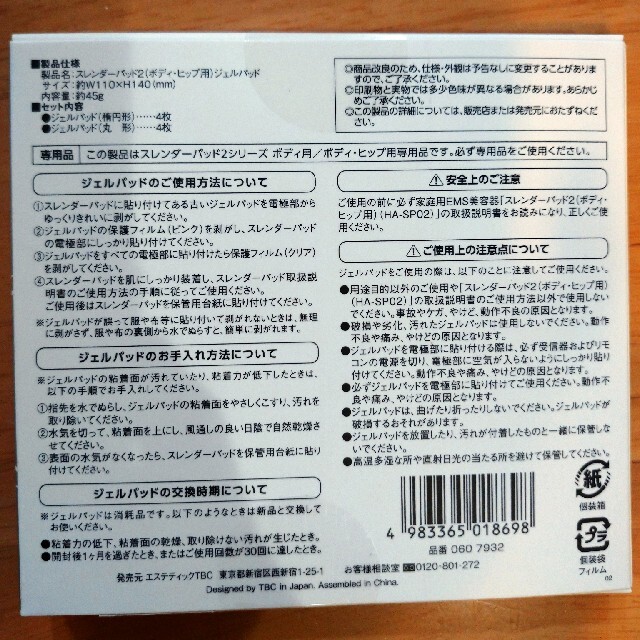 ■製品仕様
製品名：スレンダーパッド2（ボディ・ヒップ用）ジェルパッド
サイズ：約W110×H140（mm）
内容量：約45g
■セット内容
●ジェルパッド（楕円形）……4枚
●ジェルパッド（丸　形）……4枚
◎商品改良のため、仕様・外観は予告なしに変更することがありますので、ご了承ください。
◎印刷物と実物では多少色味が異なる場合があります。あらかじめご了承ください。
◎この製品の詳細については、販売店または発売元におたずねください。
専用品　この製品はスレンダーパッド2シリーズ ボディ用／ボディ・ヒップ用専用品です。必ず専用品をご使用ください。
ジェルパッドのご使用方法について
①スレンダーパッドに貼り付けてある古いジェルパッドを電極部から
ゆっくりきれいに剥がしてください。
②ジェルパッドの保護フィルム（ピンク）を剥がし、スレンダーパッド
の電極部にしっかり貼り付けてください。
③ジェルパッドをすべての電極部に貼り付けたら保護フィルム（クリア）
を剥がしてください。
④スレンダーパッドを肌にしっかり装着し、スレンダーパッド取扱説
明書のご使用方法の手順に従ってご使用ください。
ご使用後はスレンダーパッドを保管用台紙に貼り付けてください。
※ジェルパッドが誤って服や布等に貼り付いて剥がれないときは、無理
に剥がさず、服や布の裏側から水でぬらすと、簡単に剥がれます。
ジェルパッドのお手入れ方法について
※ジェルパッドの粘着面が汚れていたり、粘着力が低下したときは、
以下の手順でお手入れしてください。
①指先を水でぬらし、ジェルパッドの粘着面をやさしくこすり、汚れを
取り除いてください。
②水気を切って、粘着面を上にし、風通しの良い日陰で自然乾燥さ
せてください。
③表面の水気がなくなったら、スレンダーパッドを保管用台紙に貼り
付けてください。
ジェルパッドの交換時期について
※ジェルパッドは消耗品です。以下のようなときは新品と交換して
お使いください。
●粘着力の低下、粘着面の乾燥、取り除けない汚れが生じたとき。
●開封後1ヶ月を過ぎたとき、またはご使用回数が30回に達したとき。
⚠安全上のご注意
ご使用の前に必ず家庭用EMS美容器「スレンダーパッド2（ボディ・
ヒップ用）（HA-SP02）」の取扱説明書をお読みになり、正しくご使
用ください。
⚠ご使用上の注意点について
ジェルパッドをご使用の際は、以下のことに注意してご使用ください。
●用途目的以外のご使用や「スレンダーパッド2（ボディ・ヒップ用）
（HA-SP02）」の取扱説明書のご使用方法以外で使用しない
でください。事故やケガ、やけど、動作不良の原因となります。
●破損や劣化、汚れたジェルパッドは使用しないでください。動作
不良や痛み、やけどの原因となります。
●ジェルパッドを電極部に貼り付ける際は、必ず受信器およびリモ
コンの電源を切り、電極部に空気が入らないようにしっかり貼り
付けてください。動作不良や痛み、やけどの原因となります。
●必ずジェルパッドを電極部に貼り付けてご使用ください。動作不
良や痛み、やけどの原因となります。
●ジェルパッドは、曲げたり折ったりしないでください。ジェルパッドが
破損するおそれがあります。
●ジェルパッドを放置したり、汚れが付着したものと一緒に保管しな
いでください。
●高温多湿な所や直射日光の当たる所を避けて保管してください。
4 983365 018698
品番 060 7932
紙
個装箱
プラ
個装袋
フィルム
02
発売元 エステティックTBC　東京都新宿区西新宿1-25-1　お客様相談室 0120-801-272
Designed by TBC in Japan. Assembled in China.